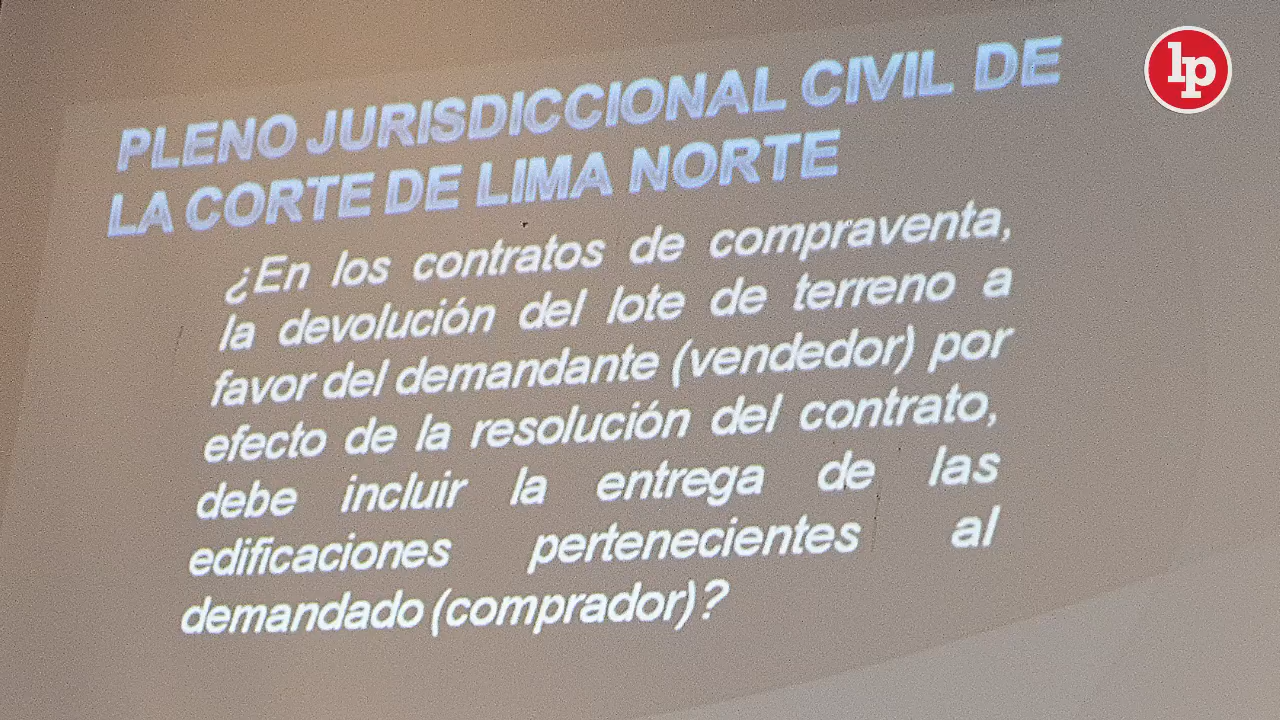 lp
PLENO JURISDICCIONAL CIVIL DE
LA CORTE DE LIMA NORTE
¿En los contratos de compraventa,
la devolución del lote de terreno a
favor del demandante (vendedor) por
efecto de la resolución del contrato,
debe incluir la entrega de las
edificaciones pertenecientes al
demandado (comprador)?